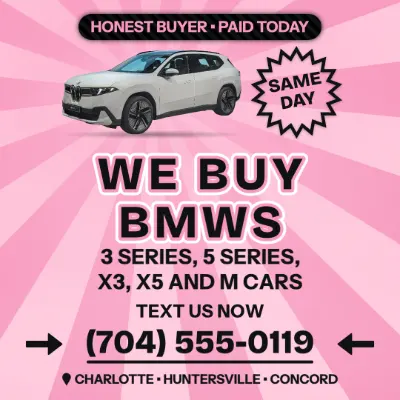 HONEST BUYER • PAID TODAY
SAME
DAY
WE BUY
BMWS
3 SERIES, 5 SERIES,
X3, X5 AND M CARS
TEXT US NOW
(704) 555-0119
CHARLOTTE • HUNTERSVILLE • CONCORD